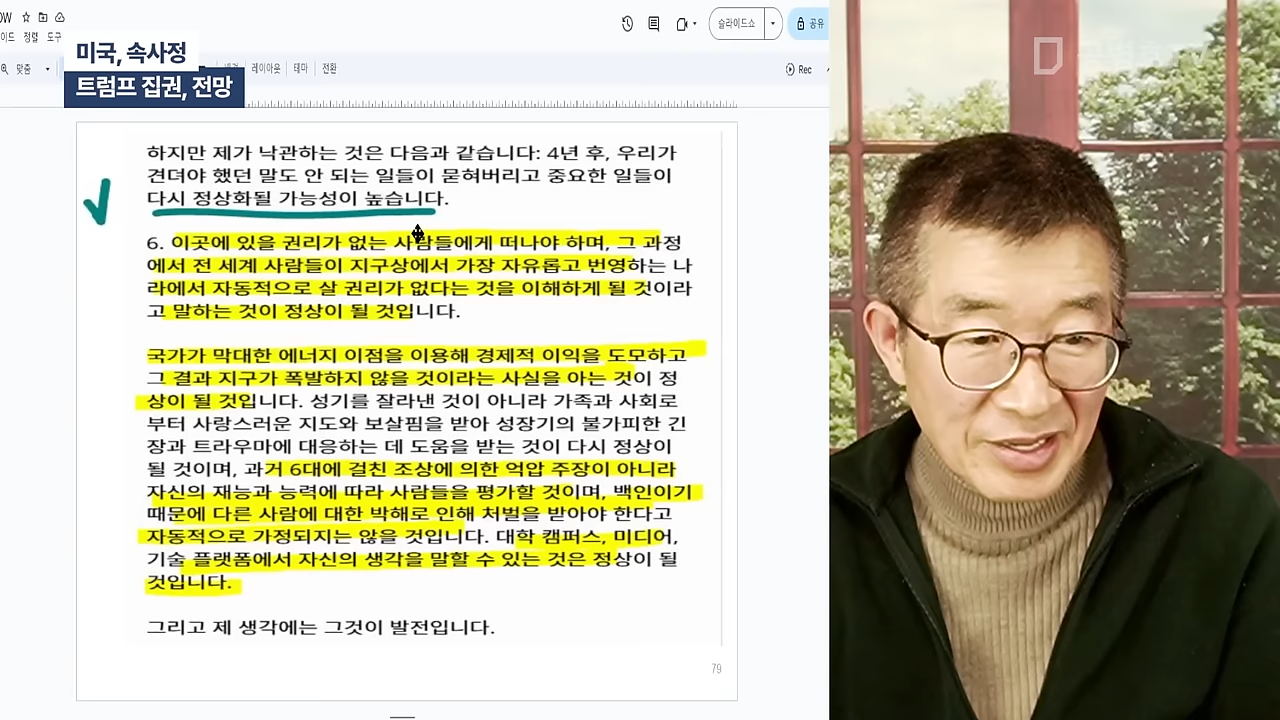 OW
이드 정렬 도구
슬라이드쇼
공유
미국, 속사정
트럼프 집권, 전망
맞춤
배경
레이아웃
테마
전환
Rec
하지만 제가 낙관하는 것은 다음과 같습니다: 4년 후, 우리가
견뎌야 했던 말도 안 되는 일들이 묻혀버리고 중요한 일들이
다시 정상화될 가능성이 높습니다.
6. 이곳에 있을 권리가 없는 사람들에게 떠나야 하며, 그 과정
에서 전 세계 사람들이 지구상에서 가장 자유롭고 번영하는 나
라에서 자동적으로 살 권리가 없다는 것을 이해하게 될 것이라
고 말하는 것이 정상이 될 것입니다.
국가가 막대한 에너지 이점을 이용해 경제적 이익을 도모하고
그 결과 지구가 폭발하지 않을 것이라는 사실을 아는 것이 정
상이 될 것입니다. 성기를 잘라낸 것이 아니라 가족과 사회로
부터 사랑스러운 지도와 보살핌을 받아 성장기의 불가피한 긴
장과 트라우마에 대응하는 데 도움을 받는 것이 다시 정상이
될 것이며, 과거 6대에 걸친 조상에 의한 억압 주장이 아니라
자신의 재능과 능력에 따라 사람들을 평가할 것이며, 백인이기
때문에 다른 사람에 대한 박해로 인해 처벌을 받아야 한다고
자동적으로 가정되지는 않을 것입니다. 대학 캠퍼스, 미디어,
기술 플랫폼에서 자신의 생각을 말할 수 있는 것은 정상이 될
것입니다.
그리고 제 생각에는 그것이 발전입니다.
79